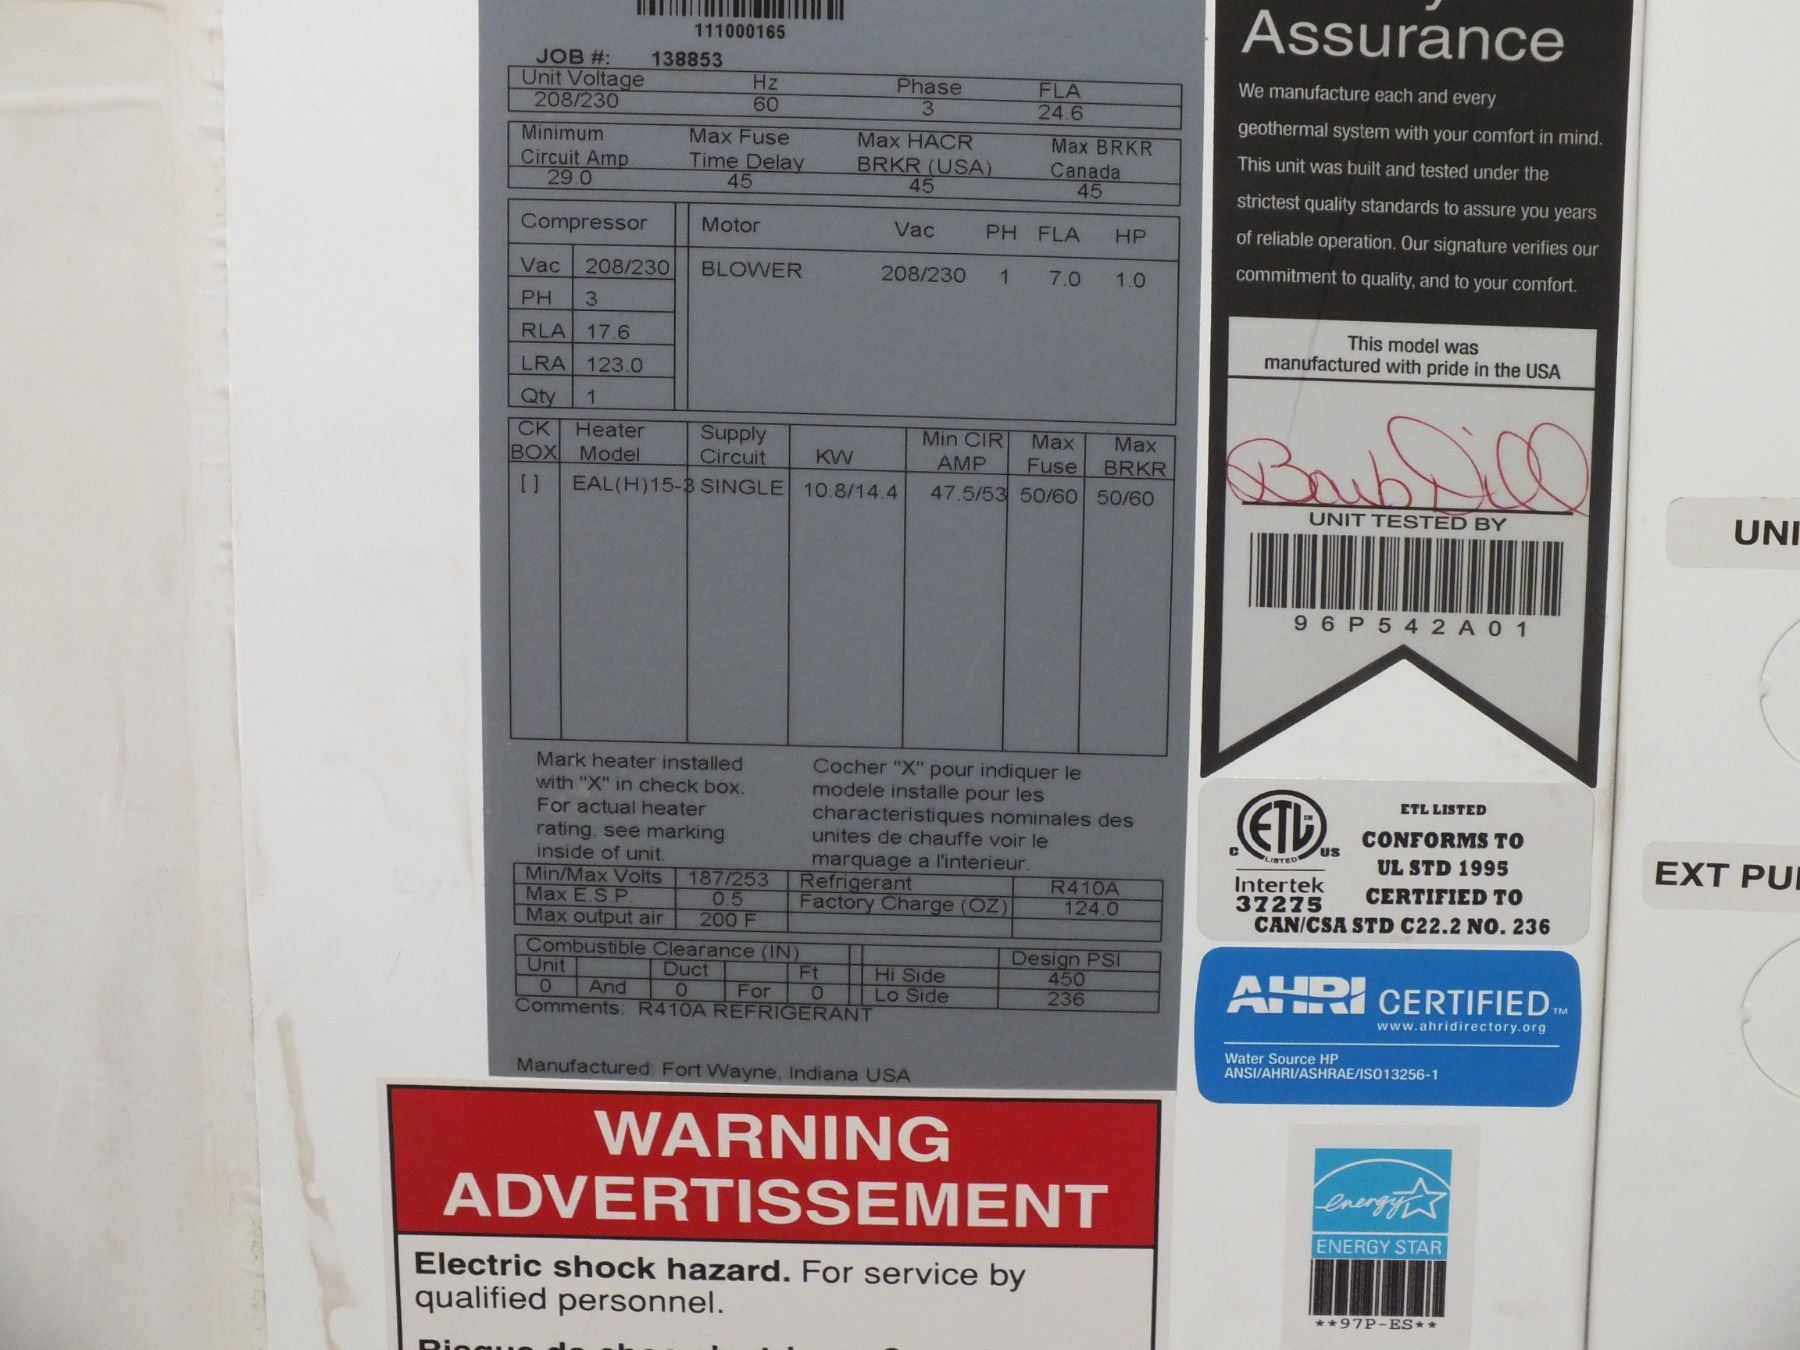 111000165
JOB #: 138853
Unit Voltage Hz Phase FLA
208/230 60 3 24.6
Minimum Circuit Amp Max Fuse Time Delay Max HACR BRKR (USA) Max BRKR Canada
29.0 45 45 45
Compressor
Vac 208/230
PH 3
RLA 17.6
LRA 123.0
Qty 1
Motor Vac PH FLA HP
BLOWER 208/230 1 7.0 1.0
CK BOX Heater Model Supply Circuit KW Min CIR AMP Max Fuse Max BRKR
[ ] EAL(H)15-3 SINGLE 10.8/14.4 47.5/53 50/60 50/60
Mark heater installed
with "X" in check box.
For actual heater
rating, see marking
inside of unit.
Cocher "X" pour indiquer le
modele installe pour les
characteristiques nominales des
unites de chauffe voir le
marquage a l'interieur.
Min/Max Volts 187/253 Refrigerant R410A
Max E.S.P. 0.5 Factory Charge (OZ) 124.0
Max output air 200 F
Combustible Clearance (IN) Design PSI
Unit Duct Ft Hi Side 450
0 And 0 For 0 Lo Side 236
Comments: R410A REFRIGERANT
Manufactured: Fort Wayne, Indiana USA
WARNING
ADVERTISSEMENT
Electric shock hazard. For service by
qualified personnel.
Assurance
We manufacture each and every
geothermal system with your comfort in mind.
This unit was built and tested under the
strictest quality standards to assure you years
of reliable operation. Our signature verifies our
commitment to quality, and to your comfort.
This model was
manufactured with pride in the USA
Barb Dill
UNIT TESTED BY
96P542A01
ETL CM
LISTED
C US
Intertek
37275
ETL LISTED
CONFORMS TO
UL STD 1995
CERTIFIED TO
CAN/CSA STD C22.2 NO. 236
AHRI CERTIFIED TM
www.ahridirectory.org
Water Source HP
ANSI/AHRI/ASHRAE/ISO13256-1
energy
ENERGY STAR
**97P-ES**
UNI
EXT PU